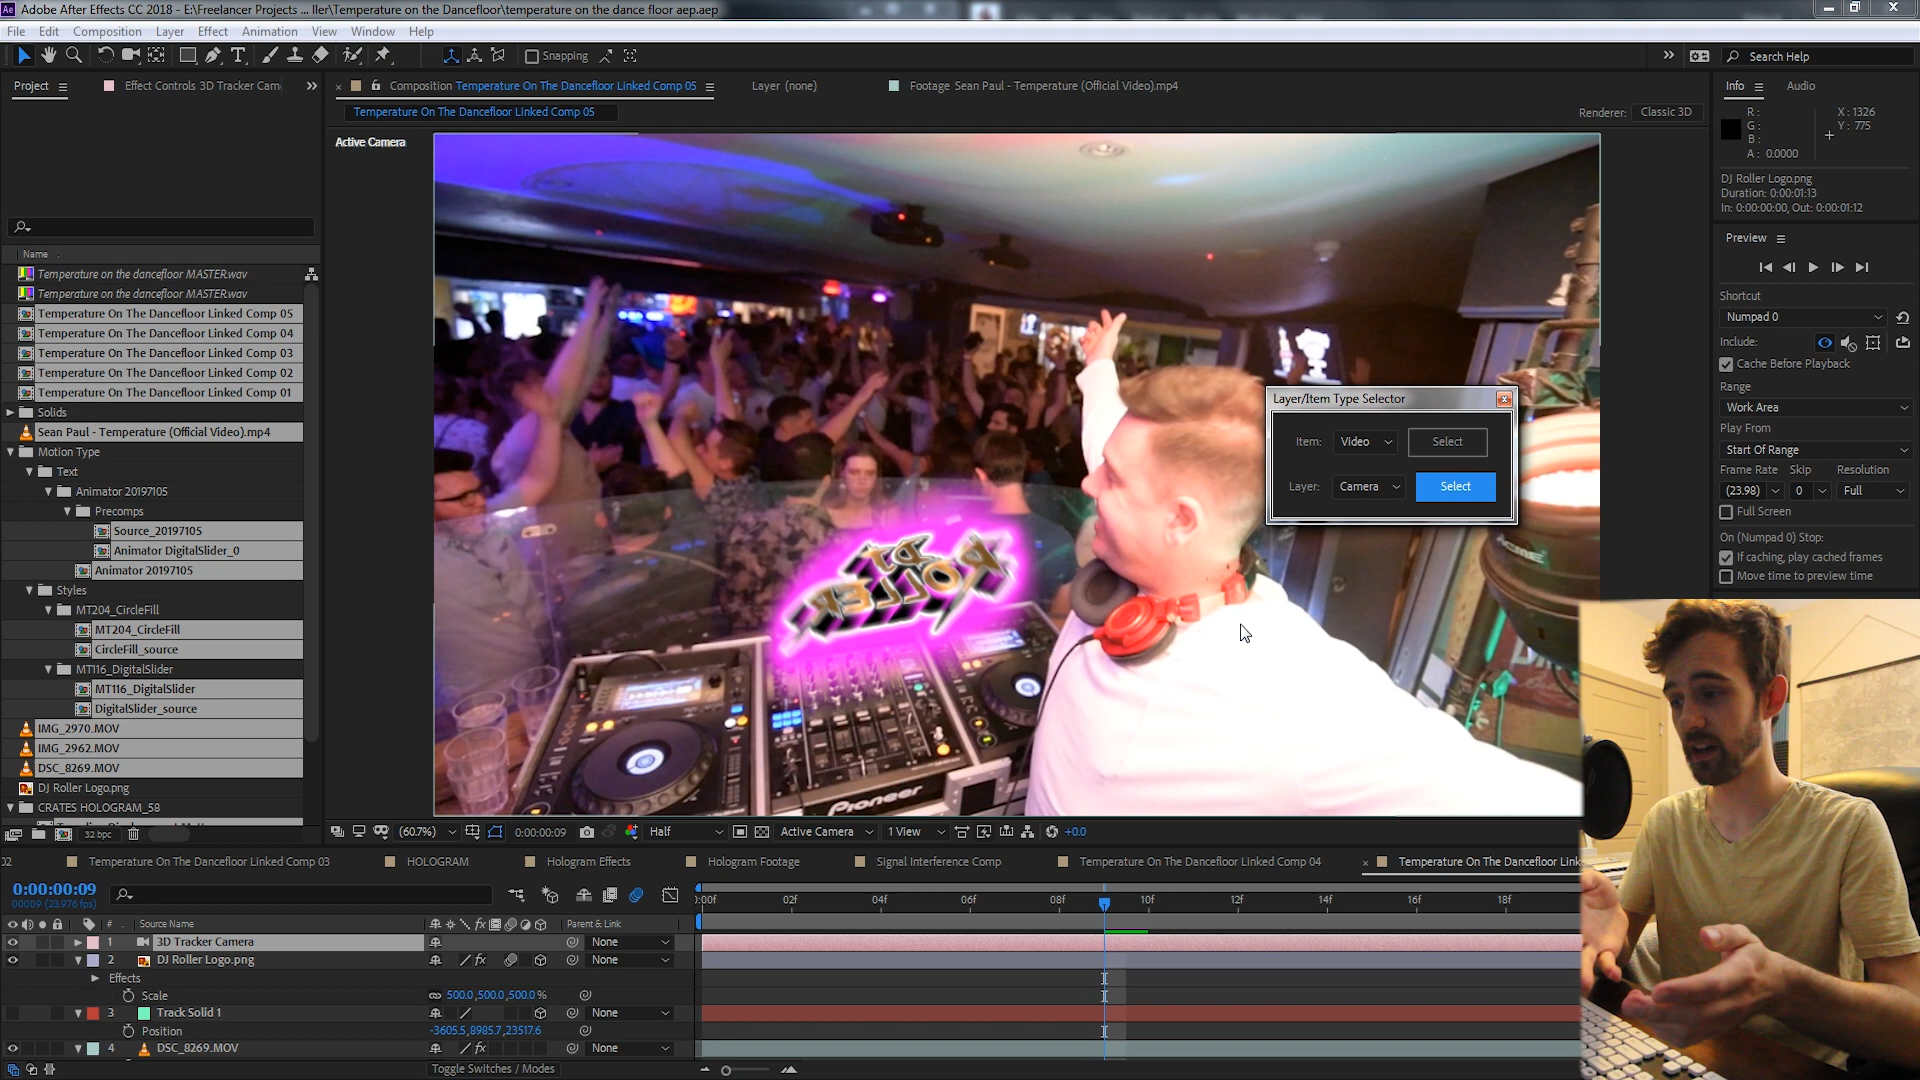 Adobe After Effects CC 2018 - E:\Freelancer Projects ... ller\Temperature on the Dancefloor\temperature on the dance floor aep.aep
File Edit Composition Layer Effect Animation View Window Help
Snapping
Search Help
Project
Effect Controls 3D Tracker Cam
Composition Temperature On The Dancefloor Linked Comp 05
Layer (none)
Footage Sean Paul - Temperature (Official Video).mp4
Temperature On The Dancefloor Linked Comp 05
Renderer: Classic 3D
Active Camera
Info Audio
R :
G :
B :
A : 0.0000
X : 1326
Y : 775
DJ Roller Logo.png
Duration: 0:00:01:13
In: 0:00:00:00, Out: 0:00:01:12
Preview
Shortcut
Numpad 0
Include:
Cache Before Playback
Range
Work Area
Play From
Start Of Range
Frame Rate Skip Resolution
(23.98) 0 Full
Full Screen
On (Numpad 0) Stop:
If caching, play cached frames
Move time to preview time
Name
Temperature on the dancefloor MASTER.wav
Temperature on the dancefloor MASTER.wav
Temperature On The Dancefloor Linked Comp 05
Temperature On The Dancefloor Linked Comp 04
Temperature On The Dancefloor Linked Comp 03
Temperature On The Dancefloor Linked Comp 02
Temperature On The Dancefloor Linked Comp 01
Solids
Sean Paul - Temperature (Official Video).mp4
Motion Type
Text
Animator 20197105
Precomps
Source_20197105
Animator DigitalSlider_0
Animator 20197105
Styles
MT204_CircleFill
MT204_CircleFill
CircleFill_source
MT116_DigitalSlider
MT116_DigitalSlider
DigitalSlider_source
IMG_2970.MOV
IMG_2962.MOV
DSC_8269.MOV
DJ Roller Logo.png
CRATES HOLOGRAM_58
32 bpc
Layer/Item Type Selector
Item: Video Select
Layer: Camera Select
DJ
ROLLER
Pioneer
ACME
(60.7%) 0:00:00:09 Half Active Camera 1 View +0.0
02
Temperature On The Dancefloor Linked Comp 03
HOLOGRAM
Hologram Effects
Hologram Footage
Signal Interference Comp
Temperature On The Dancefloor Linked Comp 04
Temperature On The Dancefloor Link
0:00:00:09
00009 (23.976 fps)
:00f 02f 04f 06f 08f 10f 12f 14f 16f 18f
# Source Name Parent & Link
1 3D Tracker Camera None
2 DJ Roller Logo.png None
Effects
Scale 500.0,500.0,500.0%
3 Track Solid 1 None
Position -3605.5,8985.7,23517.6
4 DSC_8269.MOV None
Toggle Switches / Modes